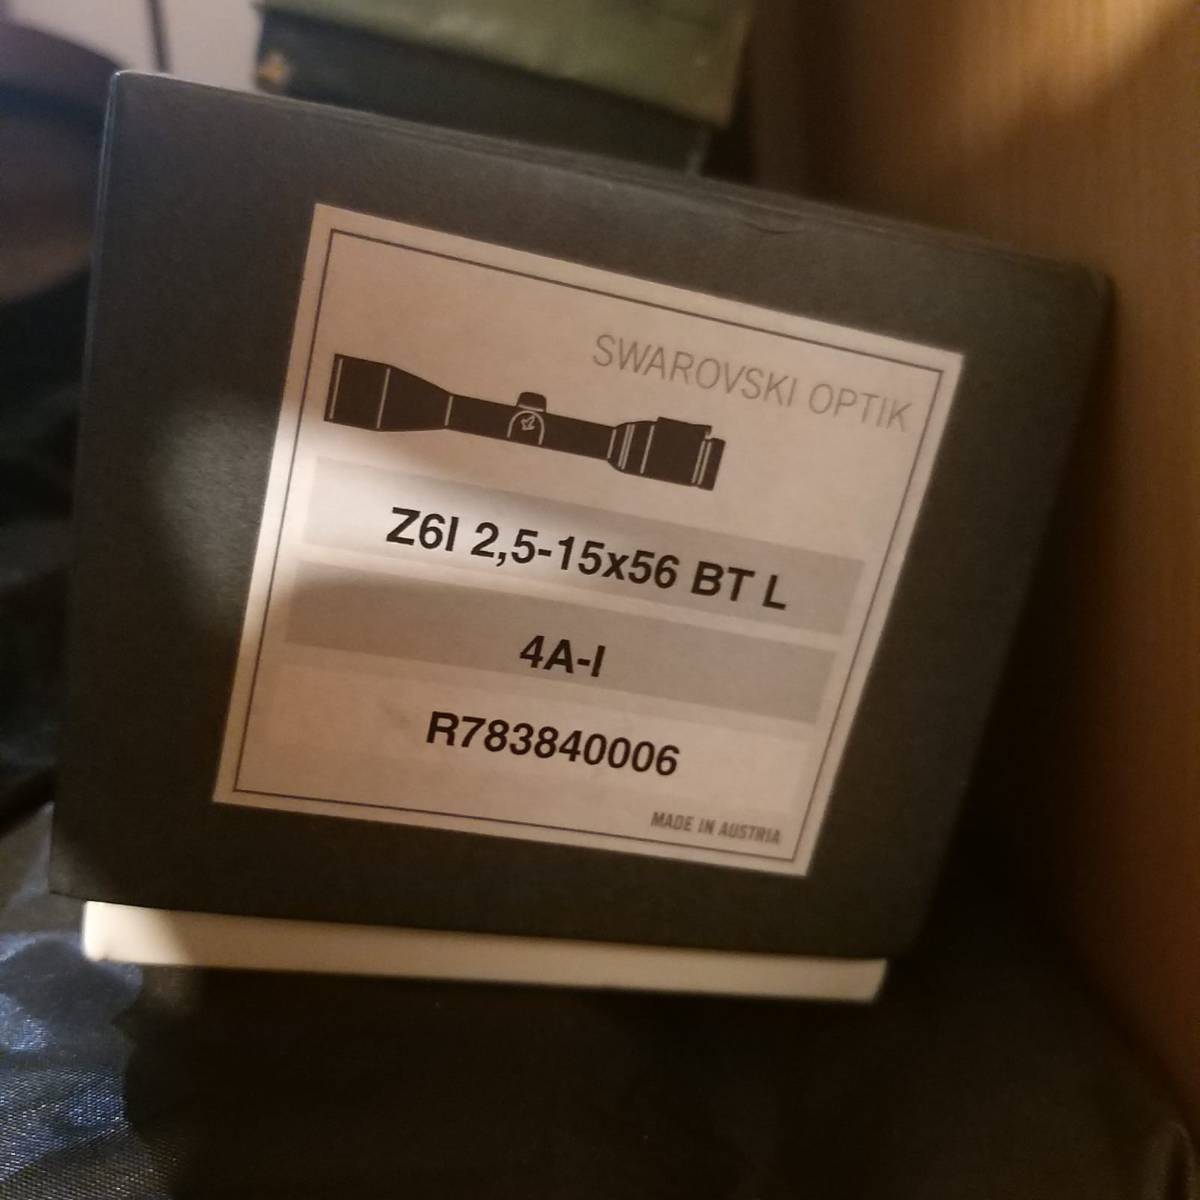 SWAROVSKI OPTIK
Z6I 2,5-15x56 BT L
4A-I
R783840006
MADE IN AUSTRIA